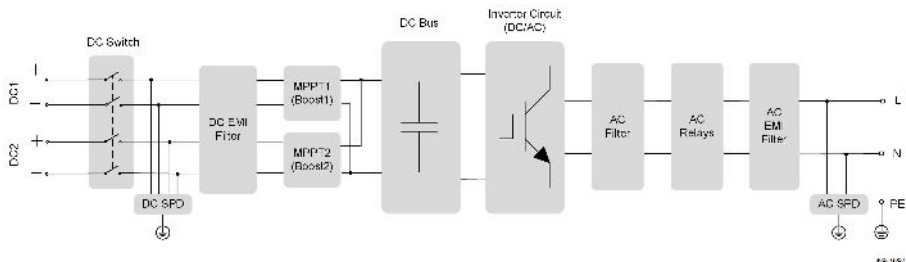 DC Switch
DC1
DC2
+
DC SPD
DC EMI
Filter
MPPT1
(Boost1)
MPPT2
(Boost2)
DC Bus
Inverter Circuit
(DC/AC)
AC
Filter
AC
Relays
AC
EMI
Filter
AC SPD
L
N
PE